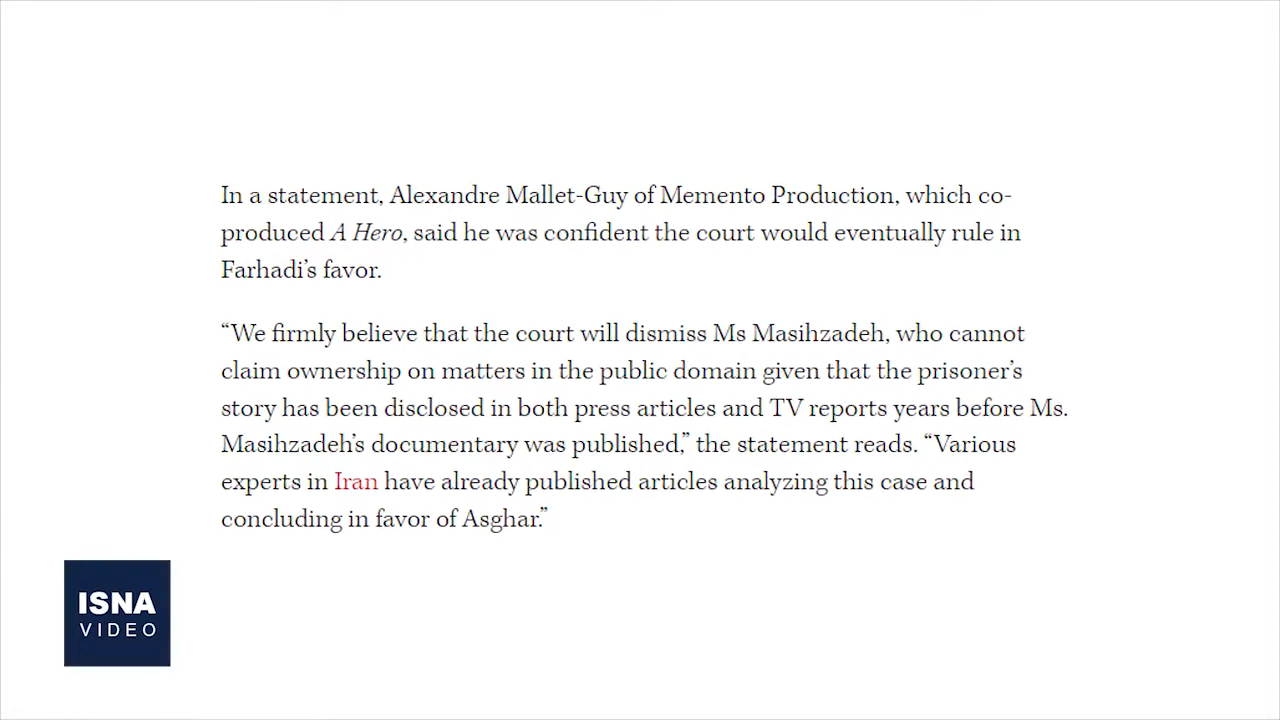 In a statement, Alexandre Mallet-Guy of Memento Production, which co-
produced A Hero, said he was confident the court would eventually rule in
Farhadi’s favor.
“We firmly believe that the court will dismiss Ms Masihzadeh, who cannot
claim ownership on matters in the public domain given that the prisoner’s
story has been disclosed in both press articles and TV reports years before Ms.
Masihzadeh’s documentary was published,” the statement reads. “Various
experts in Iran have already published articles analyzing this case and
concluding in favor of Asghar.”
ISNA
VIDEO